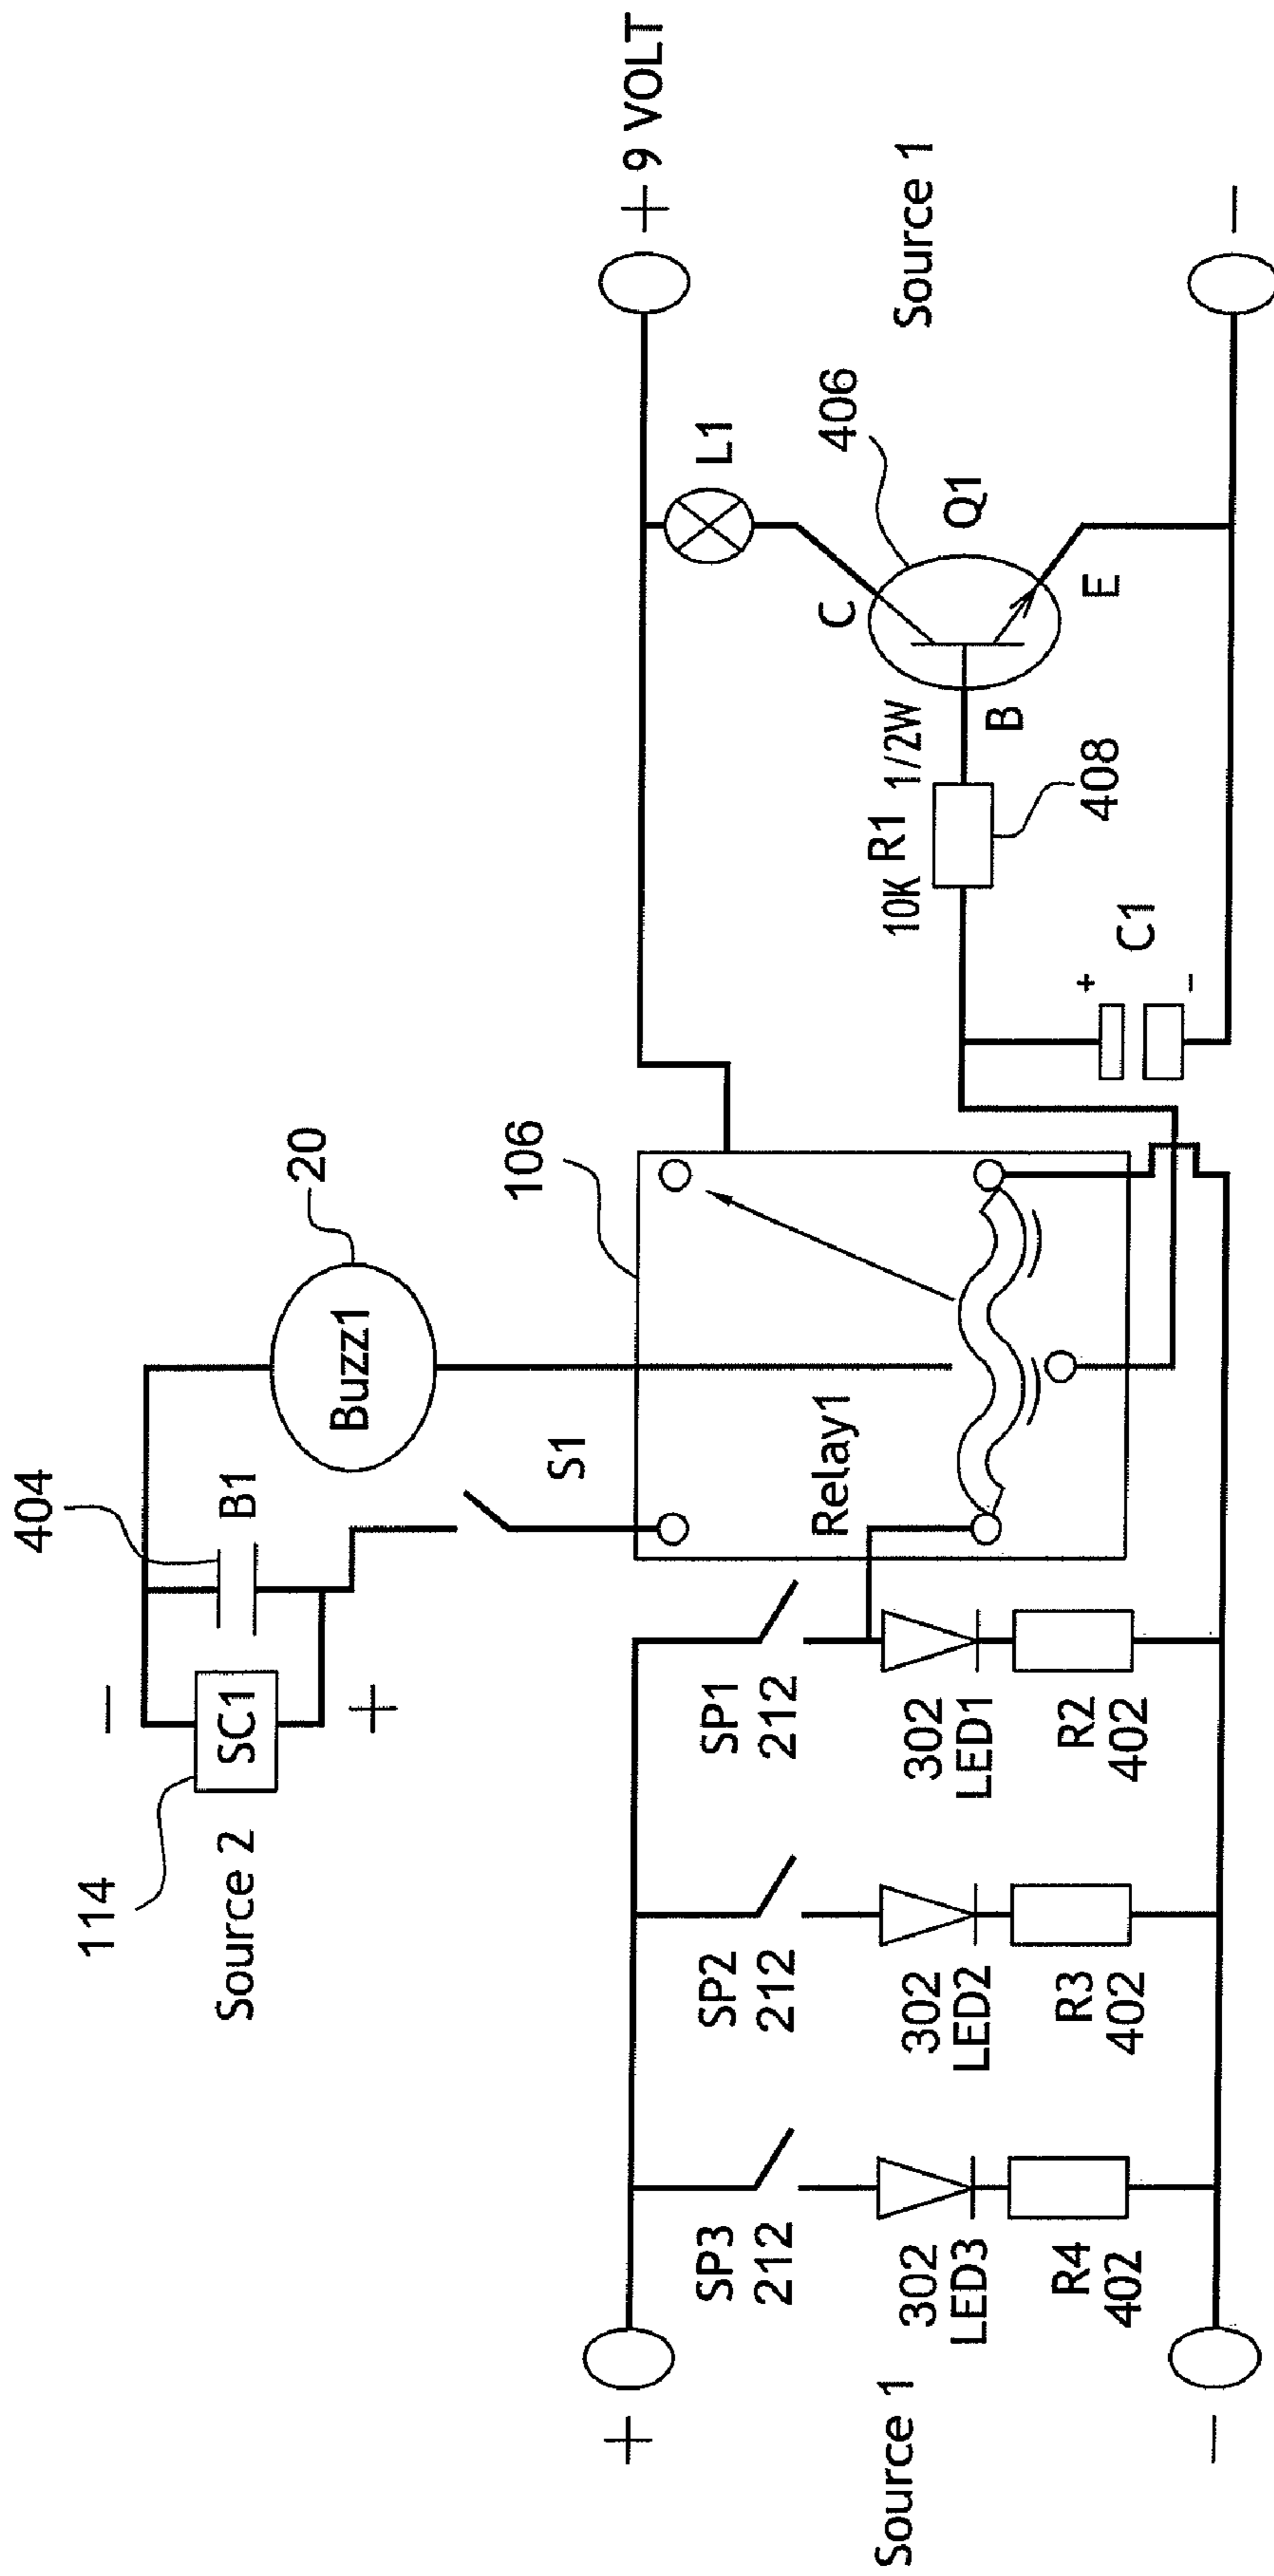 404
B1
20
Buzz1
114
SC1
−
+
Source 2
S1
106
+ 9 VOLT
L1
Relay1
406
Source 1
C
Q1
E
B
10K R1 1/2W
408
+
C1
−
−
+
SP3
212
SP2
212
SP1
212
302
LED3
302
LED2
302
LED1
R4
402
R3
402
R2
402
Source 1
−